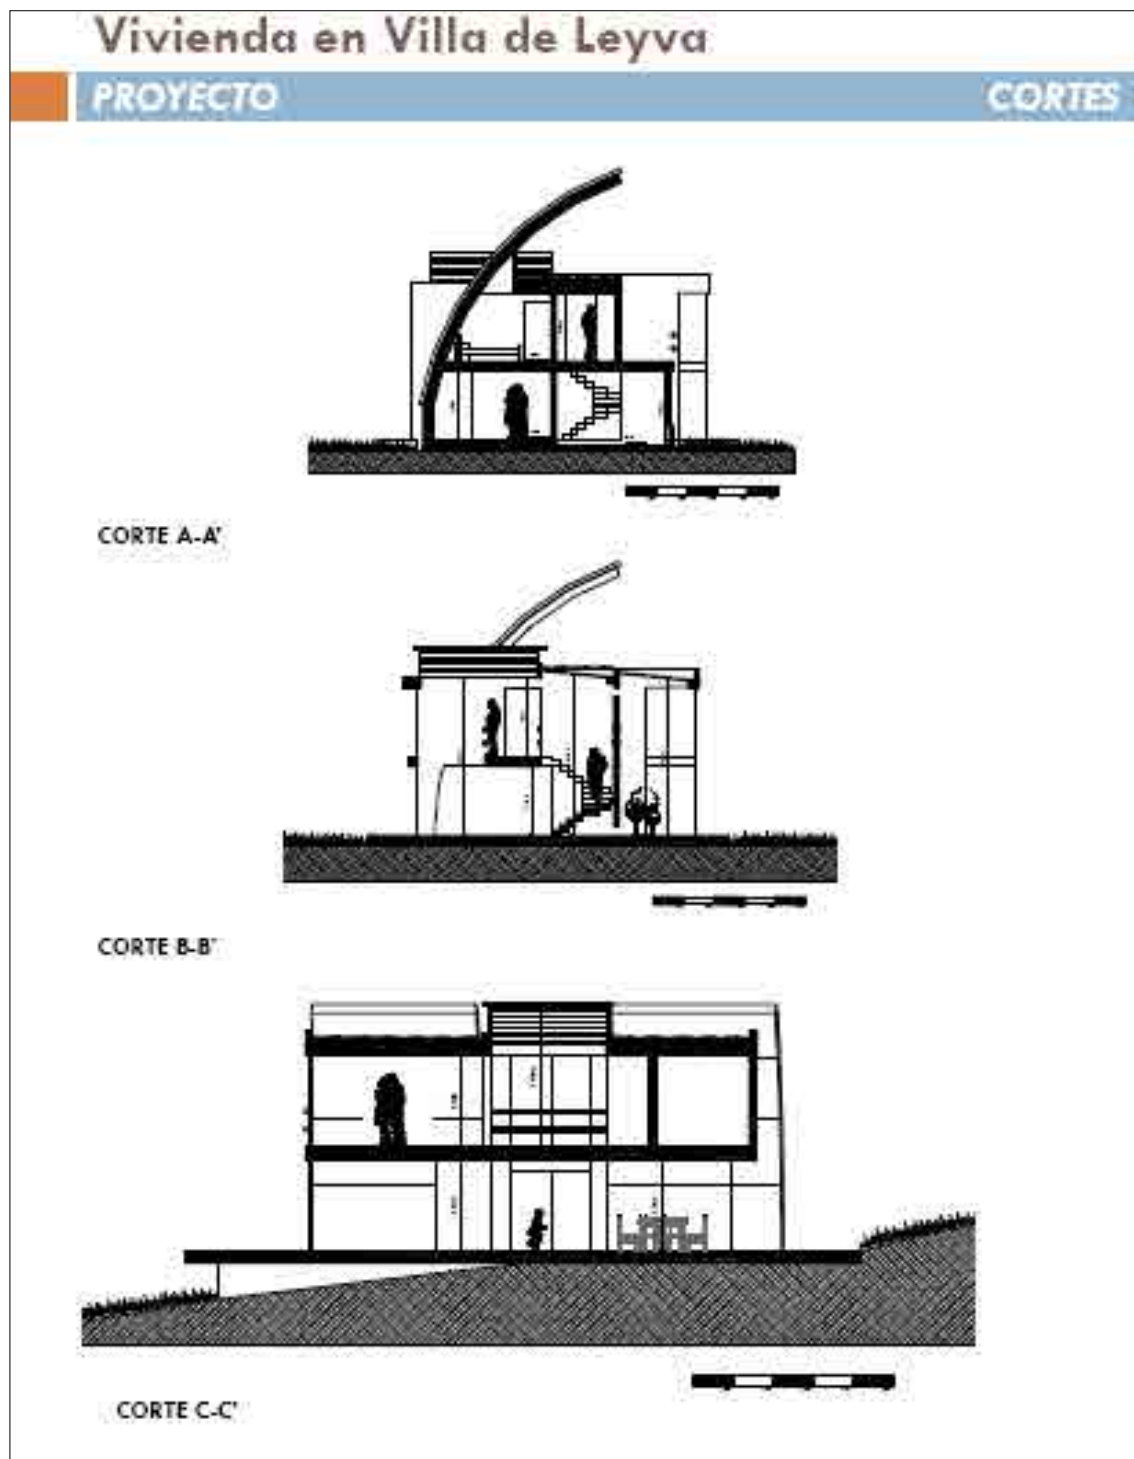 Vivienda en Villa de Leyva
PROYECTO CORTES
CORTE A-A'
CORTE B-B'
CORTE C-C'